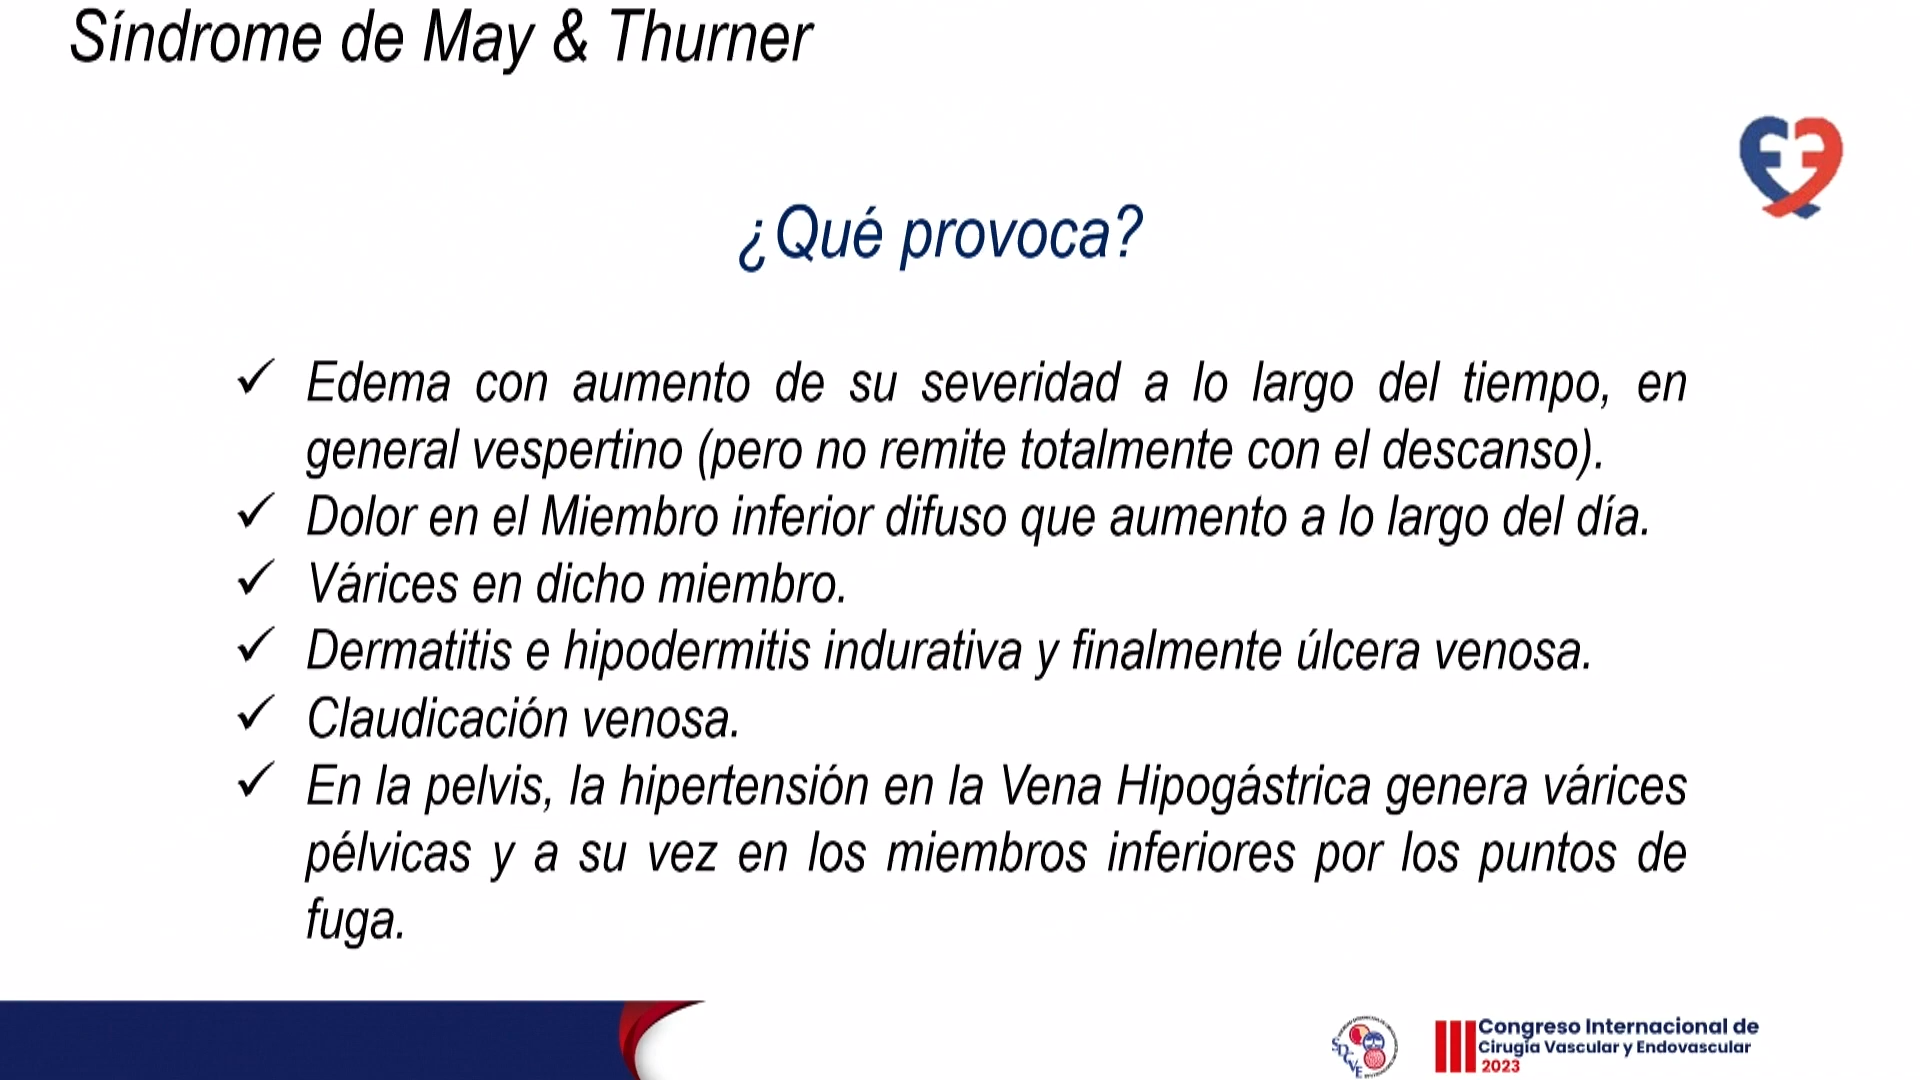 Síndrome de May & Thurner
¿Qué provoca?
✓ Edema con aumento de su severidad a lo largo del tiempo, en
general vespertino (pero no remite totalmente con el descanso).
✓ Dolor en el Miembro inferior difuso que aumento a lo largo del día.
✓ Várices en dicho miembro.
✓ Dermatitis e hipodermitis indurativa y finalmente úlcera venosa.
✓ Claudicación venosa.
✓ En la pelvis, la hipertensión en la Vena Hipogástrica genera várices
pélvicas y a su vez en los miembros inferiores por los puntos de
fuga.
SDCVE
III Congreso Internacional de
Cirugía Vascular y Endovascular
2023